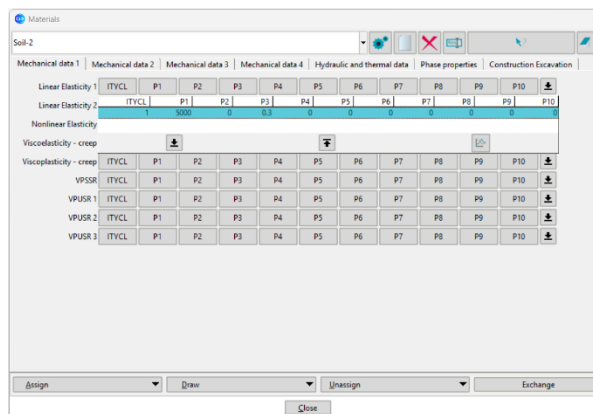 Materials
Soil-2
Mechanical data 1 Mechanical data 2 Mechanical data 3 Mechanical data 4 Hydraulic and thermal data Phase properties Construction Excavation
Linear Elasticity 1 ITYCL P1 P2 P3 P4 P5 P6 P7 P8 P9 P10
Linear Elasticity 2 ITYCL P1 P2 P3 P4 P5 P6 P7 P8 P9 P10
1 5000 0 0.3 0 0 0 0 0 0 0
Nonlinear Elasticity
Viscoelasticity - creep
Viscoplasticity - creep ITYCL P1 P2 P3 P4 P5 P6 P7 P8 P9 P10
VPSSR ITYCL P1 P2 P3 P4 P5 P6 P7 P8 P9 P10
VPUSR 1 ITYCL P1 P2 P3 P4 P5 P6 P7 P8 P9 P10
VPUSR 2 ITYCL P1 P2 P3 P4 P5 P6 P7 P8 P9 P10
VPUSR 3 ITYCL P1 P2 P3 P4 P5 P6 P7 P8 P9 P10
Assign Draw Unassign Exchange
Close